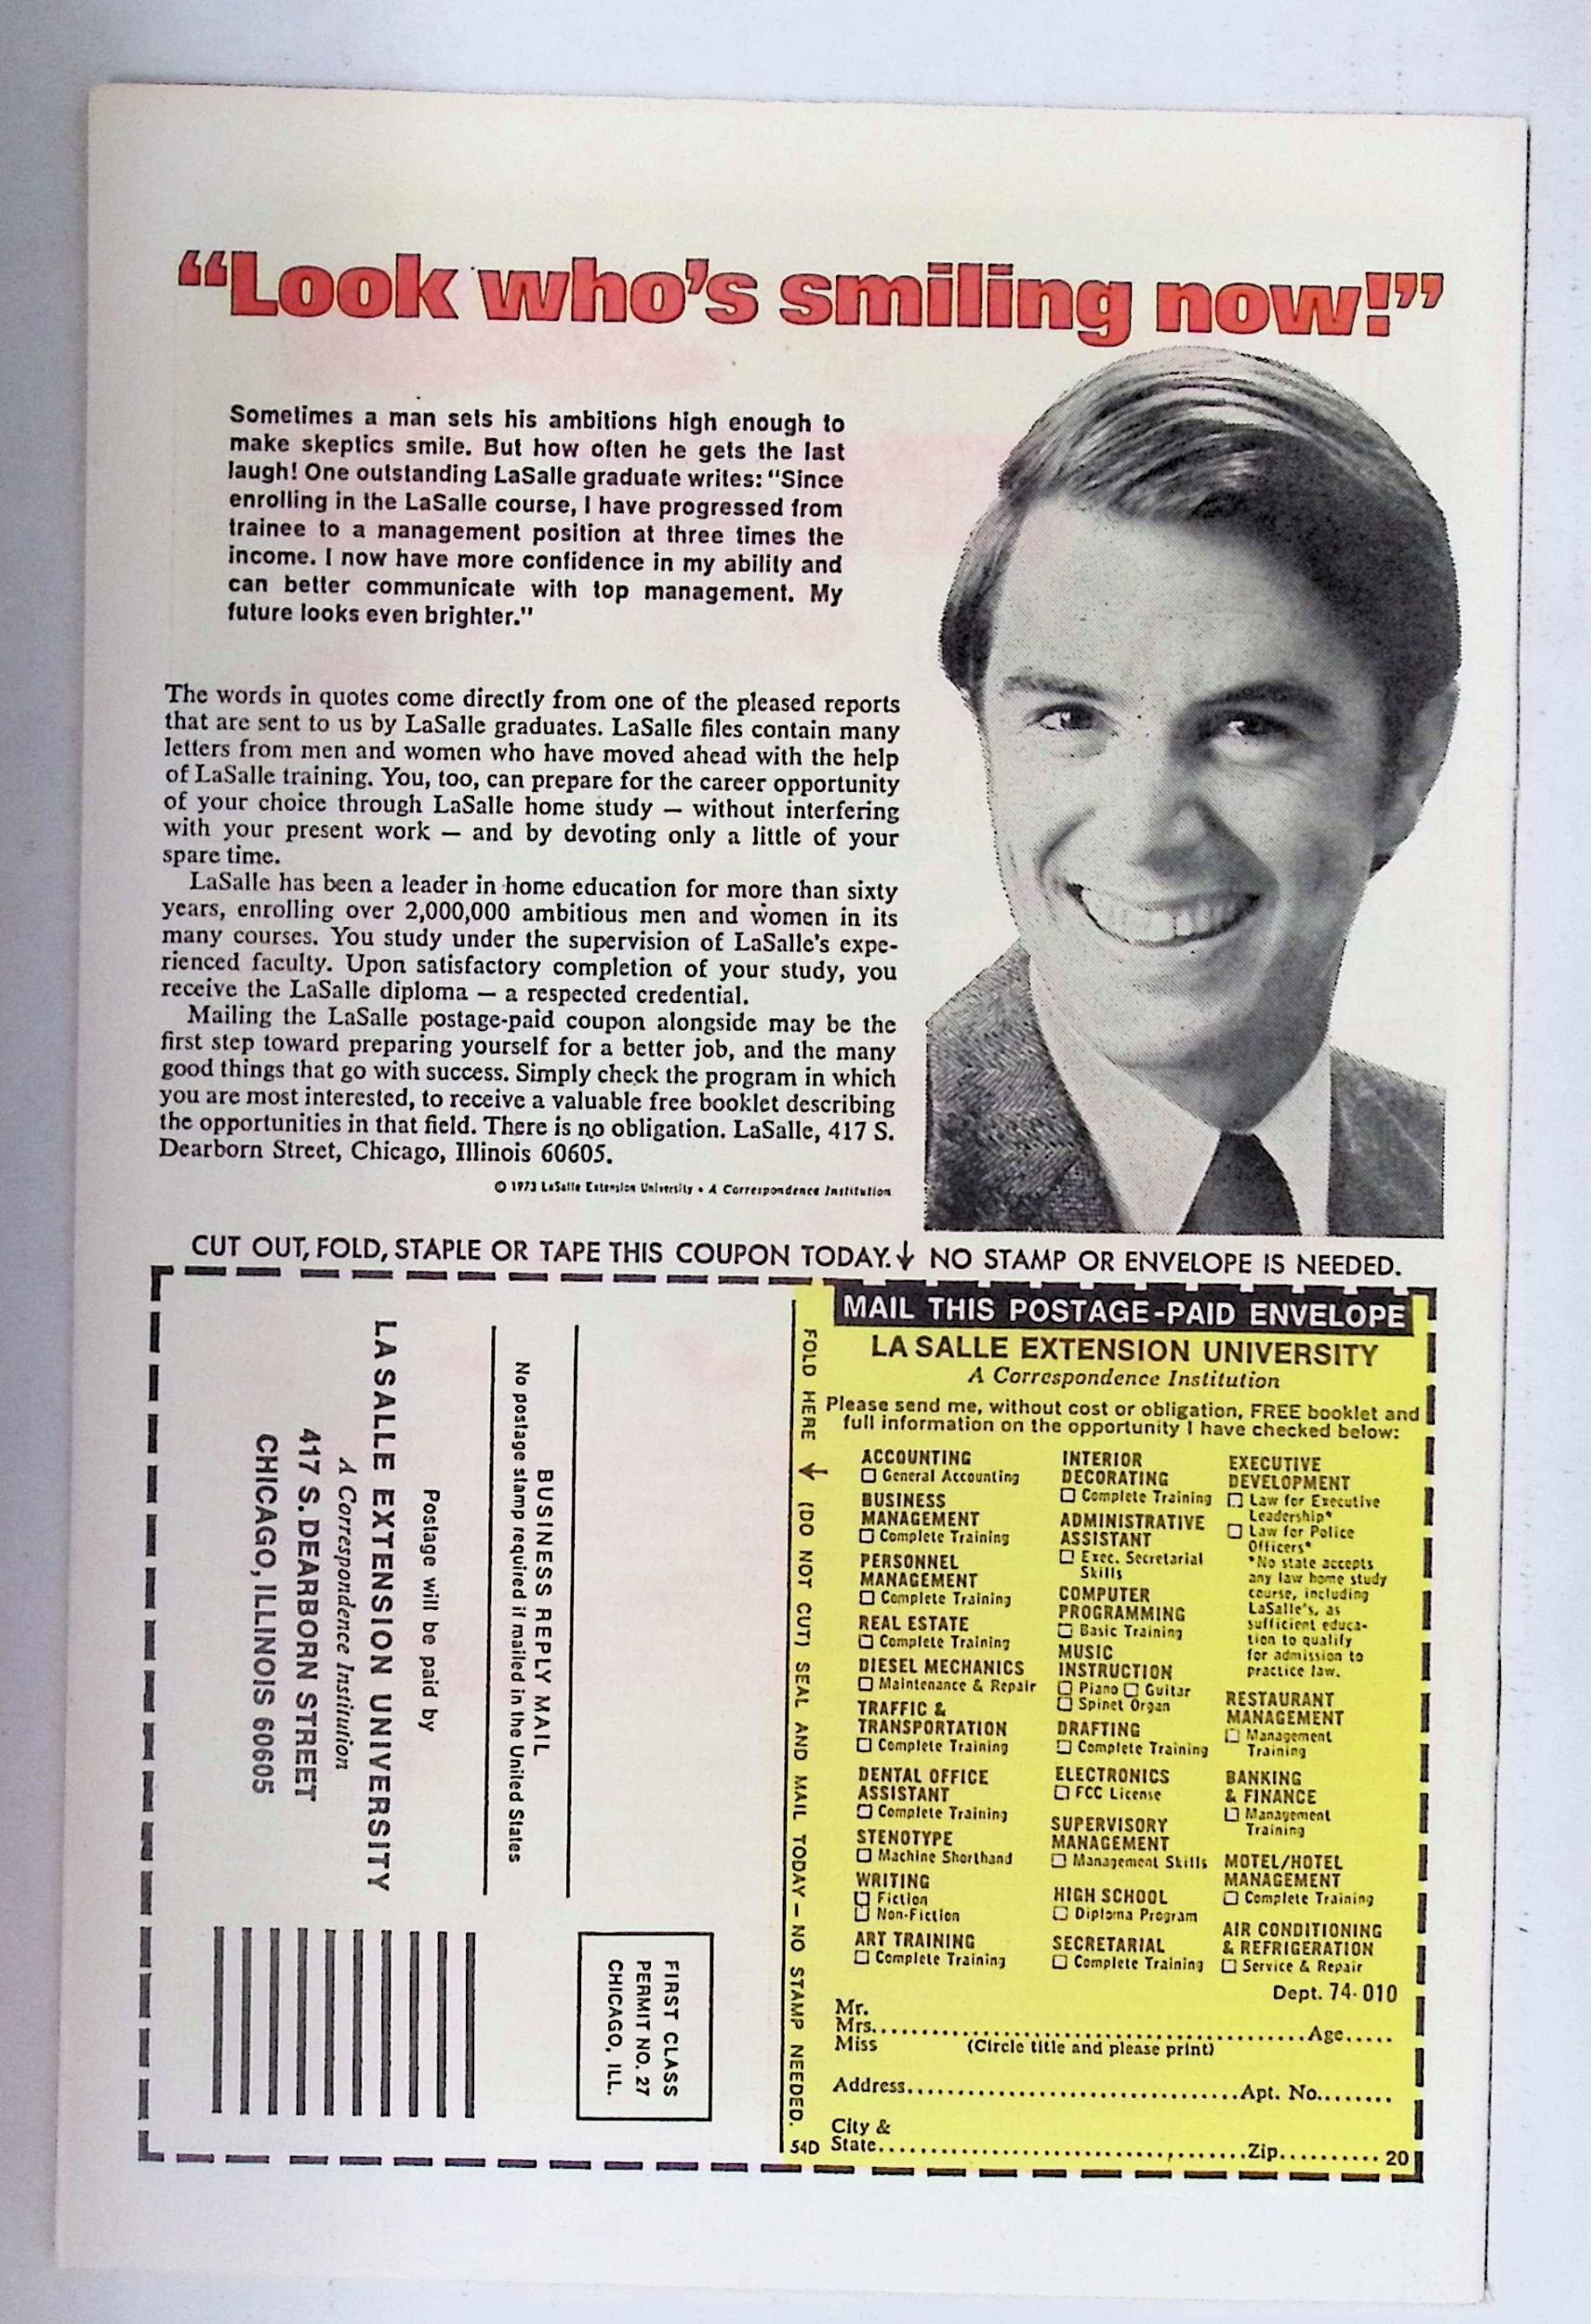 “Look who's smiling now!”
Sometimes a man sets his ambitions high enough to
make skeptics smile. But how often he gets the last
laugh! One outstanding LaSalle graduate writes: “Since
enrolling in the LaSalle course, I have progressed from
trainee to a management position at three times the
income. I now have more confidence in my ability and
can better communicate with top management. My
future looks even brighter.”
The words in quotes come directly from one of the pleased reports
that are sent to us by LaSalle graduates. LaSalle files contain many
letters from men and women who have moved ahead with the help
of LaSalle training. You, too, can prepare for the career opportunity
of your choice through LaSalle home study — without interfering
with your present work — and by devoting only a little of your
spare time.
LaSalle has been a leader in home education for more than sixty
years, enrolling over 2,000,000 ambitious men and women in its
many courses. You study under the supervision of LaSalle's expe-
rienced faculty. Upon satisfactory completion of your study, you
receive the LaSalle diploma — a respected credential.
Mailing the LaSalle postage-paid coupon alongside may be the
first step toward preparing yourself for a better job, and the many
good things that go with success. Simply check the program in which
you are most interested, to receive a valuable free booklet describing
the opportunities in that field. There is no obligation. LaSalle, 417 S.
Dearborn Street, Chicago, Illinois 60605.
© 1973 LaSalle Extension University • A Correspondence Institution
CUT OUT, FOLD, STAPLE OR TAPE THIS COUPON TODAY. ↓ NO STAMP OR ENVELOPE IS NEEDED.
FIRST CLASS
PERMIT NO. 27
CHICAGO, ILL.
BUSINESS REPLY MAIL
No postage stamp required if mailed in the United States
Postage will be paid by
LA SALLE EXTENSION UNIVERSITY
A Correspondence Institution
417 S. DEARBORN STREET
CHICAGO, ILLINOIS 60605
FOLD HERE ↓ (DO NOT CUT) SEAL AND MAIL TODAY — NO STAMP NEEDED.
54D
MAIL THIS POSTAGE-PAID ENVELOPE
LA SALLE EXTENSION UNIVERSITY
A Correspondence Institution
Please send me, without cost or obligation, FREE booklet and
full information on the opportunity I have checked below:
ACCOUNTING
☐ General Accounting
BUSINESS
MANAGEMENT
☐ Complete Training
PERSONNEL
MANAGEMENT
☐ Complete Training
REAL ESTATE
☐ Complete Training
DIESEL MECHANICS
☐ Maintenance & Repair
TRAFFIC &
TRANSPORTATION
☐ Complete Training
DENTAL OFFICE
ASSISTANT
☐ Complete Training
STENOTYPE
☐ Machine Shorthand
WRITING
☐ Fiction
☐ Non-Fiction
ART TRAINING
☐ Complete Training
INTERIOR
DECORATING
☐ Complete Training
ADMINISTRATIVE
ASSISTANT
☐ Exec. Secretarial
Skills
COMPUTER
PROGRAMMING
☐ Basic Training
MUSIC
INSTRUCTION
☐ Piano ☐ Guitar
☐ Spinet Organ
DRAFTING
☐ Complete Training
ELECTRONICS
☐ FCC License
SUPERVISORY
MANAGEMENT
☐ Management Skills
HIGH SCHOOL
☐ Diploma Program
SECRETARIAL
☐ Complete Training
EXECUTIVE
DEVELOPMENT
☐ Law for Executive
Leadership*
☐ Law for Police
Officers*
*No state accepts
any law home study
course, including
LaSalle's, as
sufficient educa-
tion to qualify
for admission to
practice law.
RESTAURANT
MANAGEMENT
☐ Management
Training
BANKING
& FINANCE
☐ Management
Training
MOTEL/HOTEL
MANAGEMENT
☐ Complete Training
AIR CONDITIONING
& REFRIGERATION
☐ Service & Repair
Dept. 74-010
Mr.
Mrs. Age
Miss (Circle title and please print)
Address Apt. No.
City &
State Zip 20